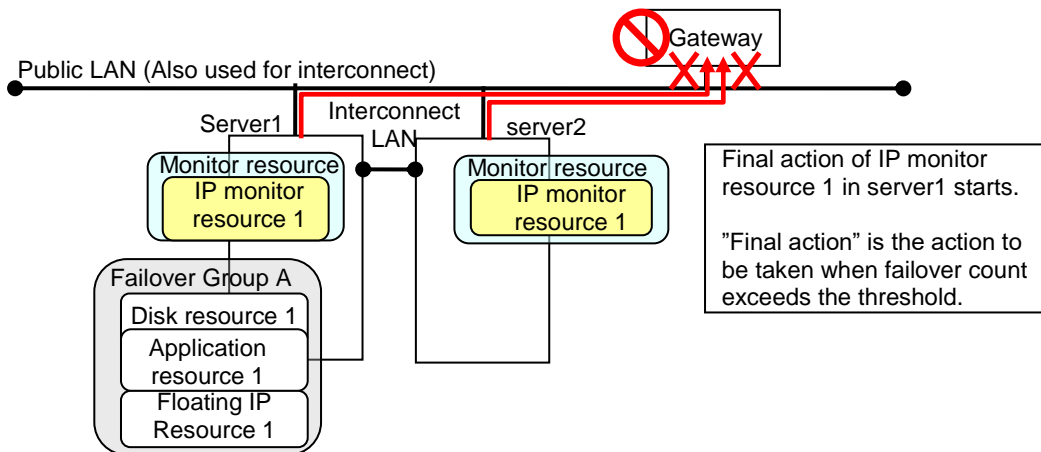 Gateway
Public LAN (Also used for interconnect)
Interconnect
LAN
Server1
server2
Monitor resource
IP monitor
resource 1
Monitor resource
IP monitor
resource 1
Final action of IP monitor
resource 1 in server1 starts.
”Final action” is the action to
be taken when failover count
exceeds the threshold.
Failover Group A
Disk resource 1
Application
resource 1
Floating IP
Resource 1